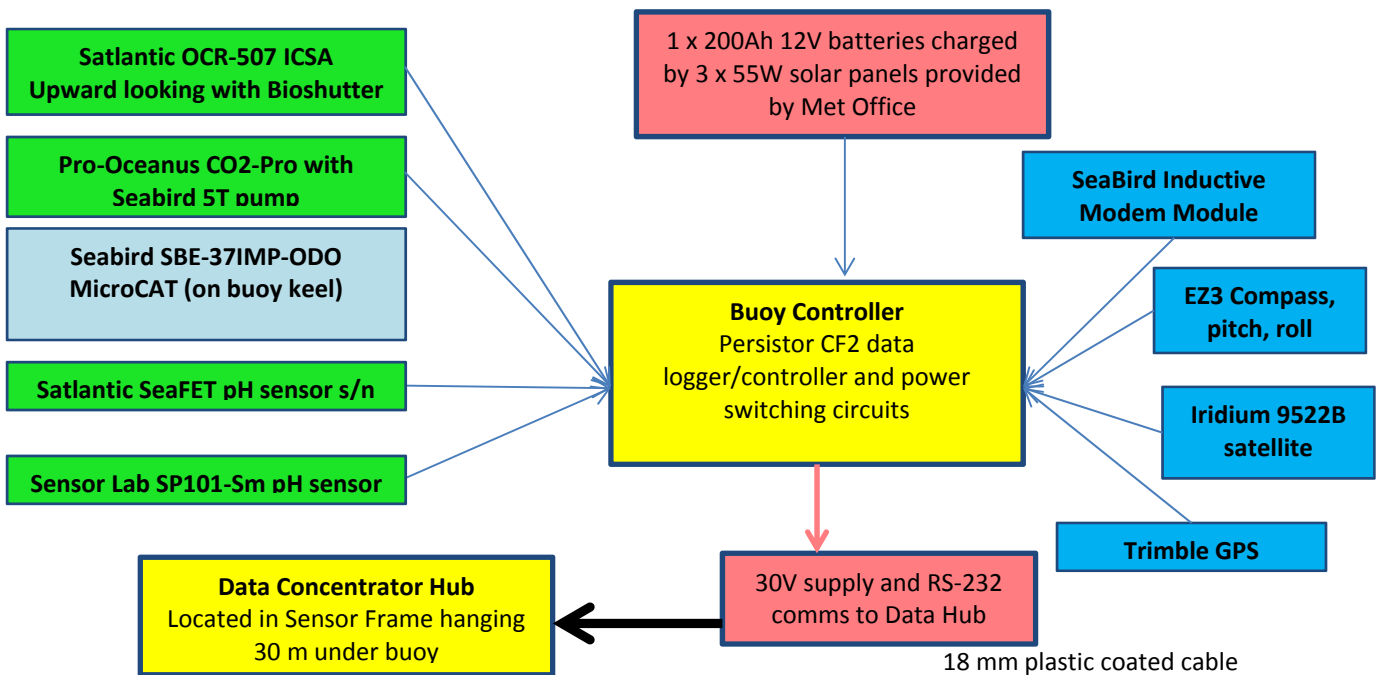 Satlantic OCR-507 ICSA
Upward looking with Bioshutter
Pro-Oceanus CO2-Pro with
Seabird 5T pump
Seabird SBE-37IMP-ODO
MicroCAT (on buoy keel)
Satlantic SeaFET pH sensor s/n
Sensor Lab SP101-Sm pH sensor
1 x 200Ah 12V batteries charged
by 3 x 55W solar panels provided
by Met Office
Buoy Controller
Persistor CF2 data
logger/controller and power
switching circuits
SeaBird Inductive
Modem Module
EZ3 Compass,
pitch, roll
Iridium 9522B
satellite
Trimble GPS
Data Concentrator Hub
Located in Sensor Frame hanging
30 m under buoy
30V supply and RS-232
comms to Data Hub
18 mm plastic coated cable